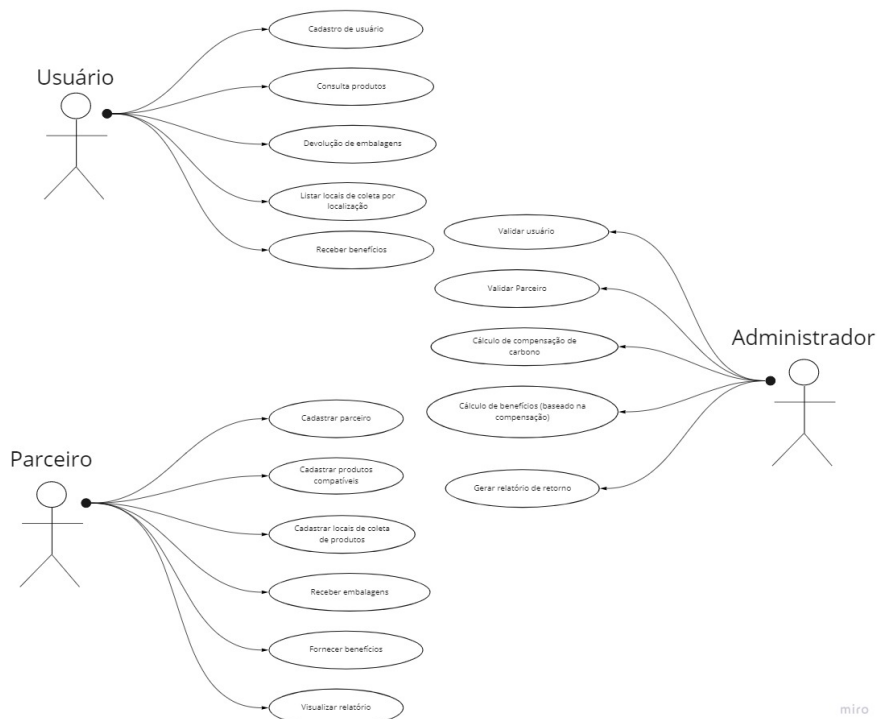 Usuário
Cadastro de usuário
Consulta produtos
Devolução de embalagens
Listar locais de coleta por
localização
Receber benefícios
Administrador
Validar usuário
Validar Parceiro
Cálculo de compensação de
carbono
Cálculo de benefícios (baseado na
compensação)
Gerar relatório de retorno
Parceiro
Cadastrar parceiro
Cadastrar produtos
compatíveis
Cadastrar locais de coleta
de produtos
Receber embalagens
Fornecer benefícios
Visualizar relatório
miro